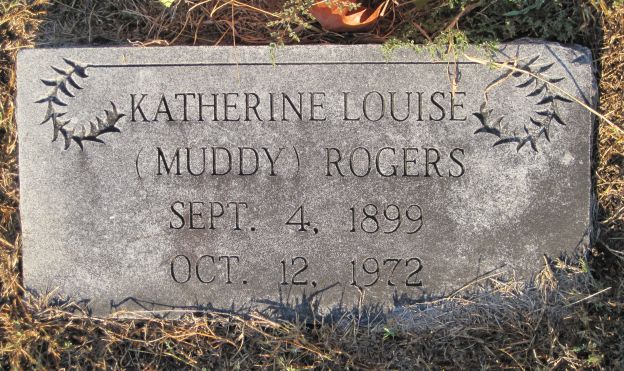 KATHERINE LOUISE
(MUDDY) ROGERS
SEPT. 4, 1899
OCT. 12, 1972